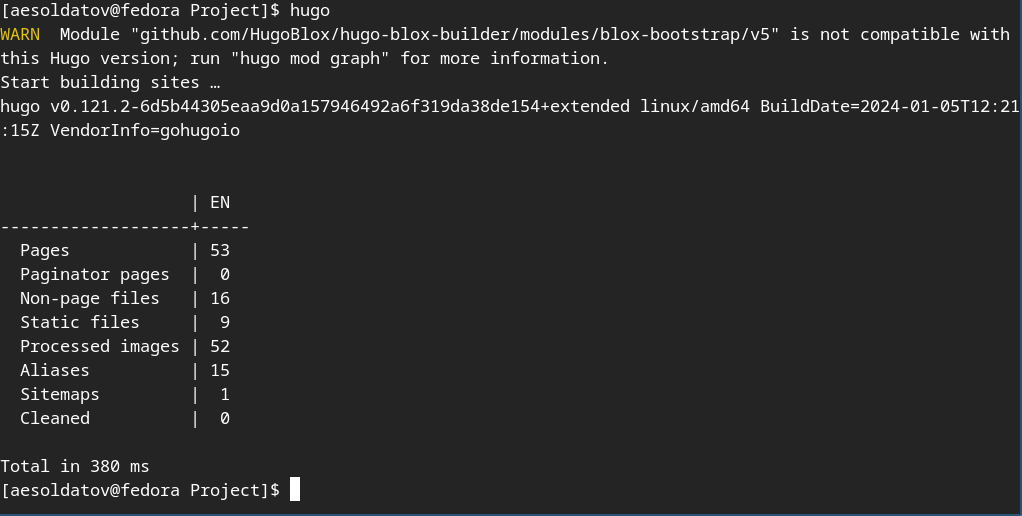 [aesoldatov@fedora Project]$ hugo
WARN  Module "github.com/HugoBlox/hugo-blox-builder/modules/blox-bootstrap/v5" is not compatible with
this Hugo version; run "hugo mod graph" for more information.
Start building sites …
hugo v0.121.2-6d5b44305eaa9d0a157946492a6f319da38de154+extended linux/amd64 BuildDate=2024-01-05T12:21
:15Z VendorInfo=gohugoio
                   | EN
-------------------+-----
  Pages            | 53
  Paginator pages  |  0
  Non-page files   | 16
  Static files     |  9
  Processed images | 52
  Aliases          | 15
  Sitemaps         |  1
  Cleaned          |  0
Total in 380 ms
[aesoldatov@fedora Project]$